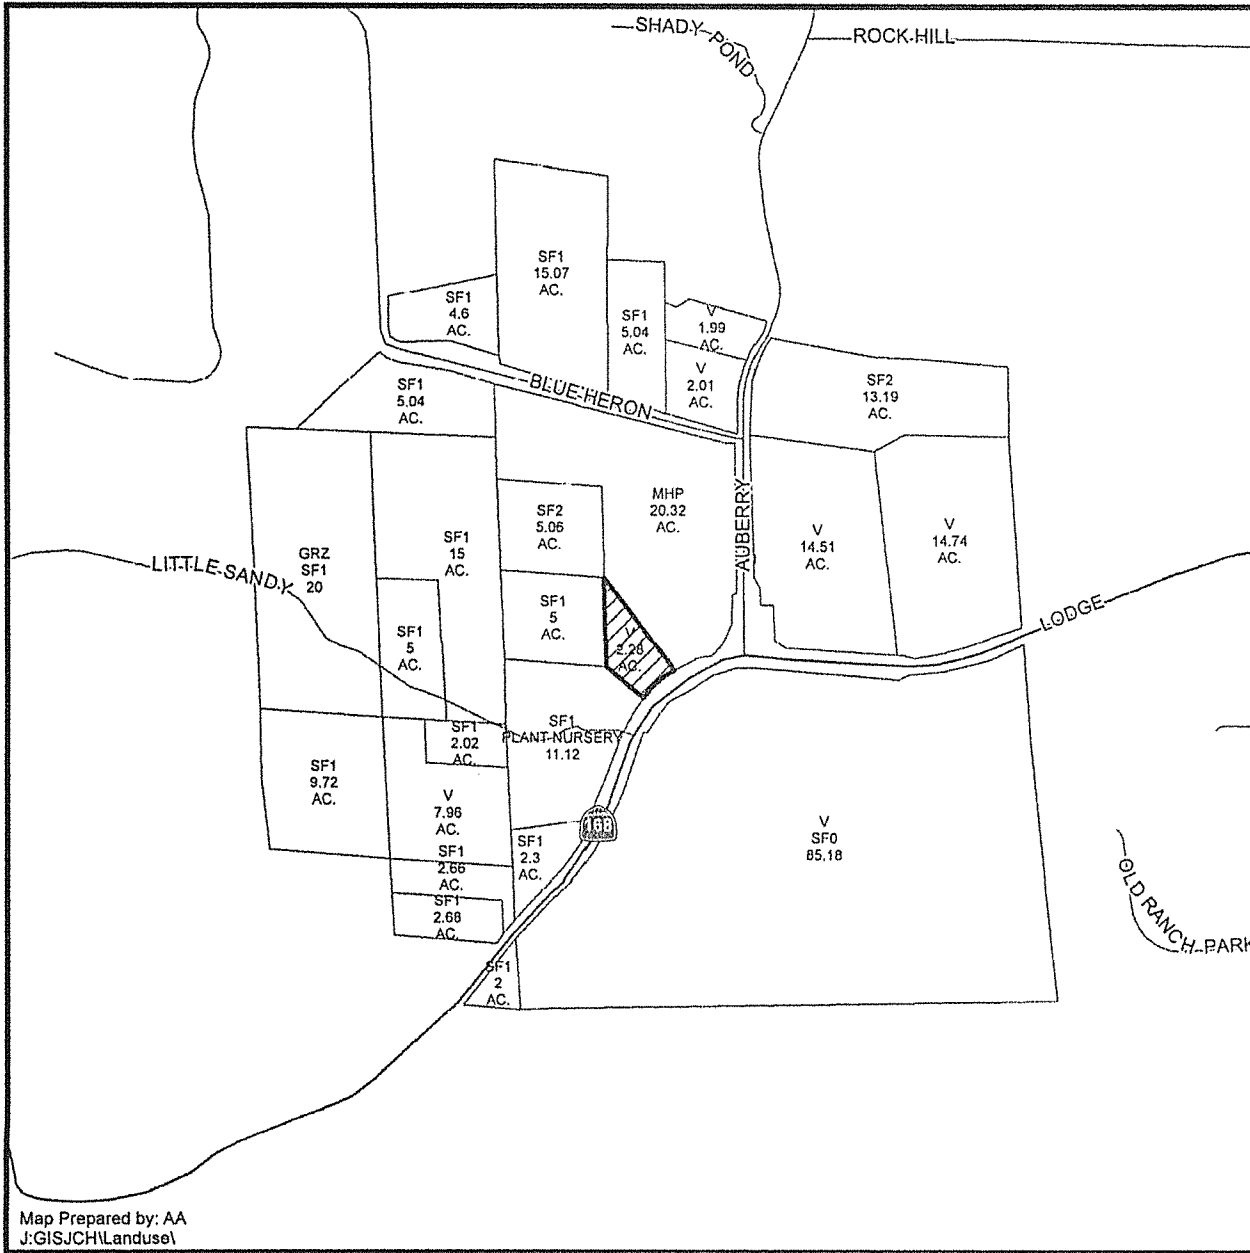 SHADY POND
ROCK HILL
SF1
15.07
AC.
SF1
4.6
AC.
SF1
5.04
AC.
V
1.99
AC.
V
2.01
AC.
SF2
13.19
AC.
SF1
5.04
AC.
BLUE HERON
MHP
20.32
AC.
AUBERRY
SF2
5.06
AC.
V
14.51
AC.
V
14.74
AC.
GRZ
SF1
20
SF1
15
AC.
LITTLE SANDY
SF1
5
AC.
SF1
5
AC.
V
2.28
AC.
LODGE
SF1
PLANT NURSERY
11.12
SF1
2.02
AC.
SF1
9.72
AC.
V
7.96
AC.
168
SF1
2.3
AC.
V
SF0
85.18
SF1
2.66
AC.
SF1
2.68
AC.
OLD RANCH PARK
SF1
2
AC.
Map Prepared by: AA
J:GISJCH\Landuse\